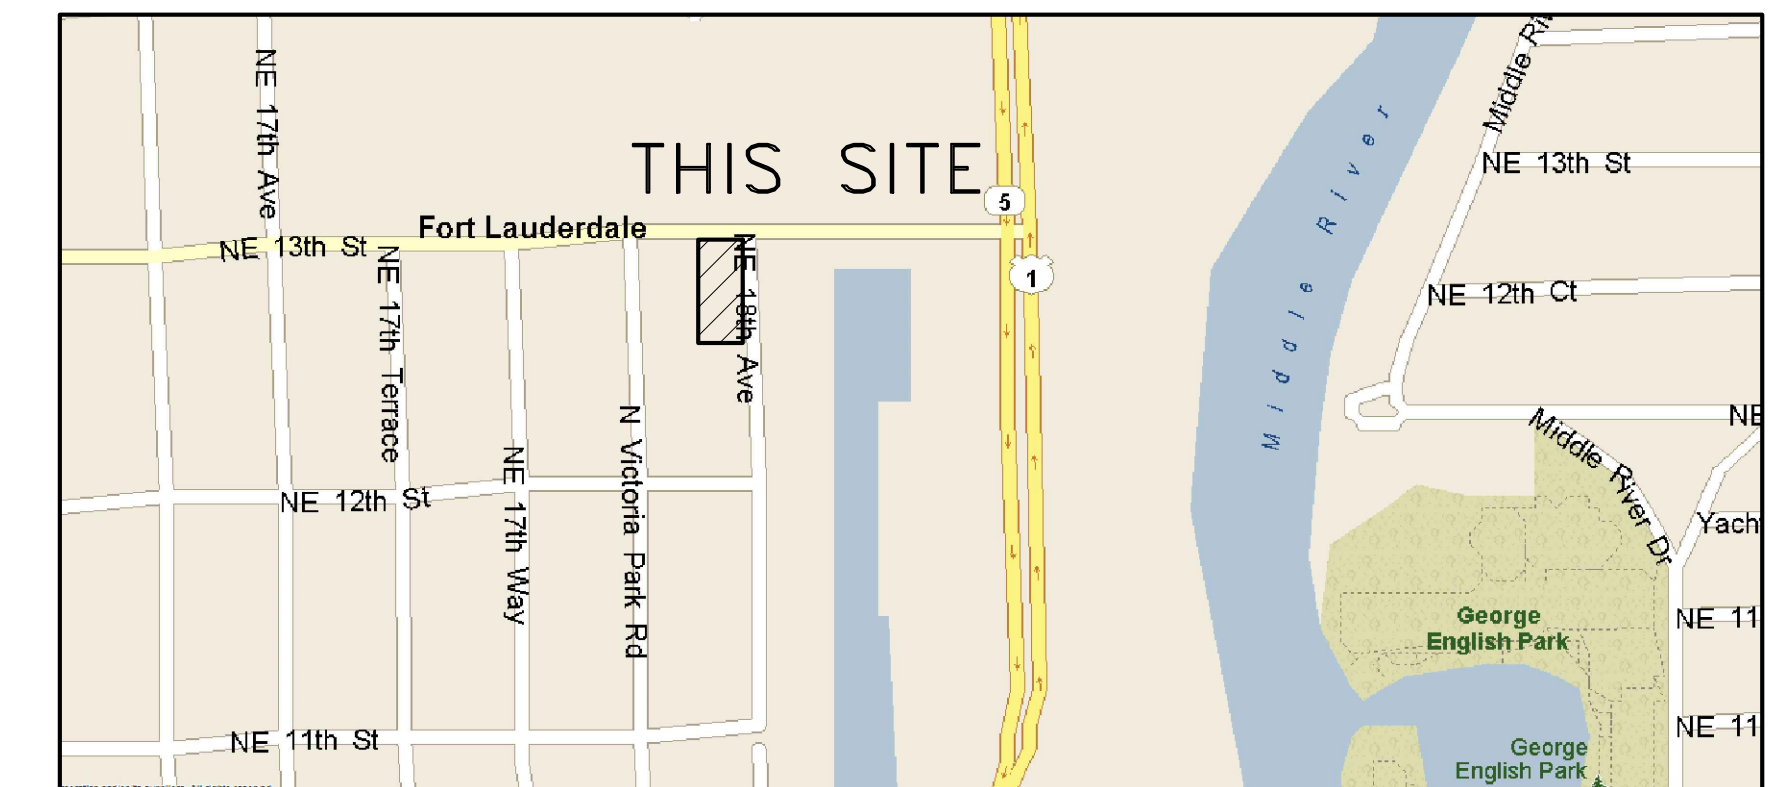 Middle Riv
NE 17th Ave
THIS SITE
Middle River
NE 13th St
5
Fort Lauderdale
NE 13th St
NE 17th Terrace
NE 18th Ave
1
NE 12th Ct
N Victoria Park Rd
NE
Middle River Dr
NE 12th St
NE 17th Way
Yach
George
English Park
NE 11
NE 11th St
NE 11
George
English Park